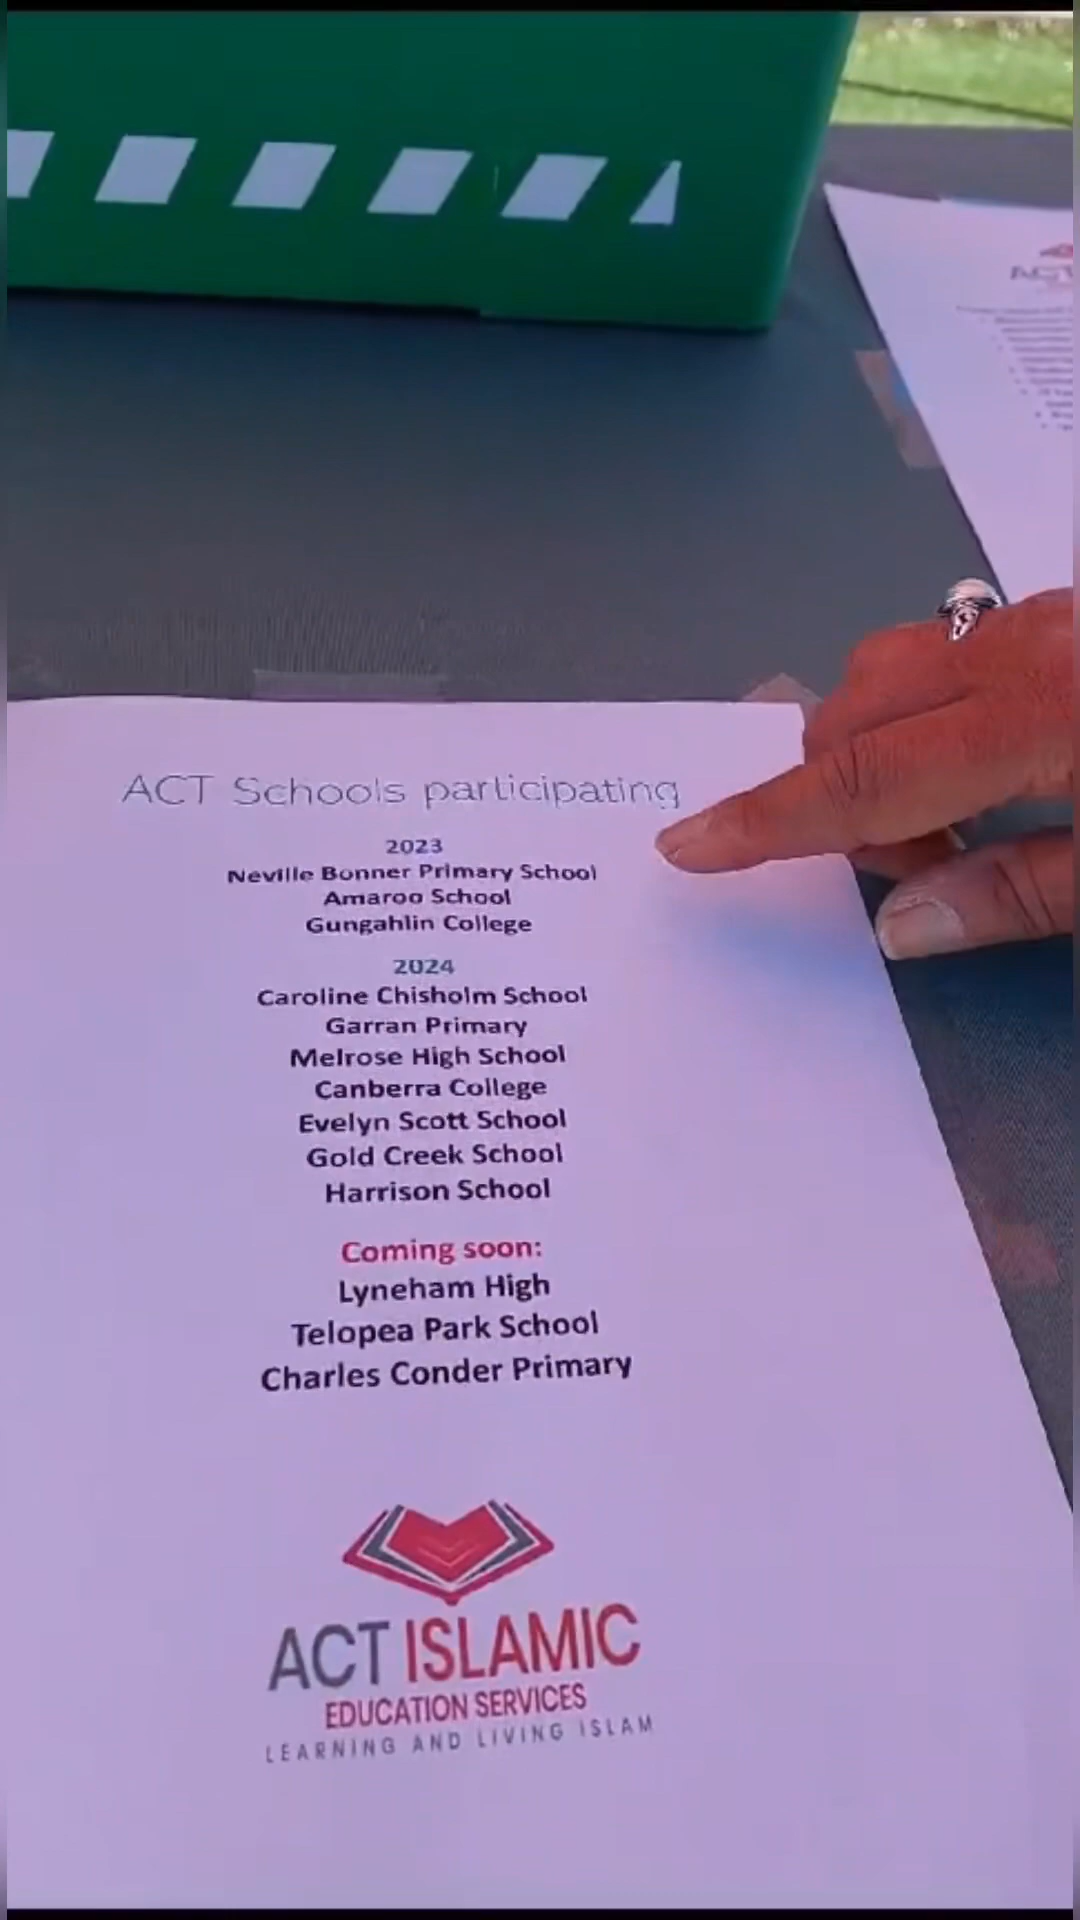 ACT Schools participating
2023
Neville Bonner Primary School
Amaroo School
Gungahlin College
2024
Caroline Chisholm School
Garran Primary
Melrose High School
Canberra College
Evelyn Scott School
Gold Creek School
Harrison School
Coming soon:
Lyneham High
Telopea Park School
Charles Conder Primary
ACT ISLAMIC
EDUCATION SERVICES
LEARNING AND LIVING ISLAM